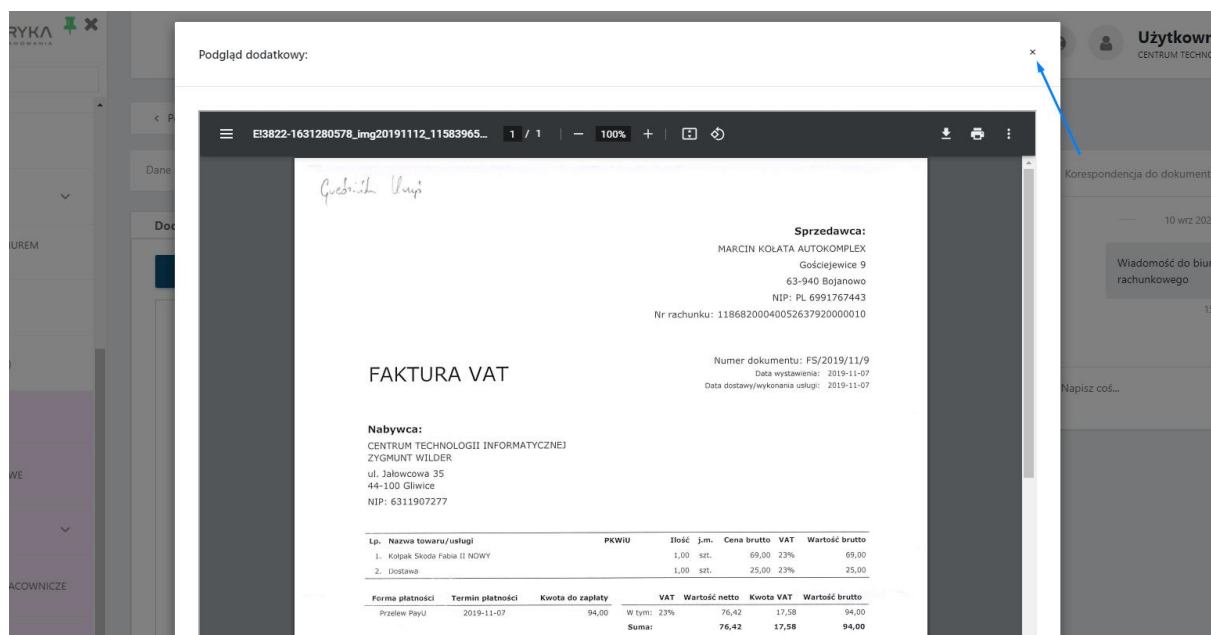 RYKA
Podgląd dodatkowy:
×
Użytkown
CENTRUM TECHNO
< P
E!3822-1631280578_img20191112_11583965... 1 / 1 | − 100% + |
Dane
Korespondencja do dokument
Doc
10 wrz 202
IUREM
Wiadomość do biur
rachunkowego
Sprzedawca:
MARCIN KOŁATA AUTOKOMPLEX
Gościejewice 9
63-940 Bojanowo
NIP: PL 6991767443
Nr rachunku: 11868200040052637920000010
FAKTURA VAT
Numer dokumentu: FS/2019/11/9
Data wystawienia: 2019-11-07
Data dostawy/wykonania usługi: 2019-11-07
Napisz coś...
Nabywca:
CENTRUM TECHNOLOGII INFORMATYCZNEJ
ZYGMUNT WILDER
ul. Jałowcowa 35
44-100 Gliwice
NIP: 6311907277
WE
Lp. Nazwa towaru/usługi PKWiU Ilość j.m. Cena brutto VAT Wartość brutto
1. Kołpak Skoda Fabia II NOWY 1,00 szt. 69,00 23% 69,00
2. Dostawa 1,00 szt. 25,00 23% 25,00
ACOWNICZE
Forma płatności Termin płatności Kwota do zapłaty VAT Wartość netto Kwota VAT Wartość brutto
Przelew PayU 2019-11-07 94,00 W tym: 23% 76,42 17,58 94,00
Suma: 76,42 17,58 94,00